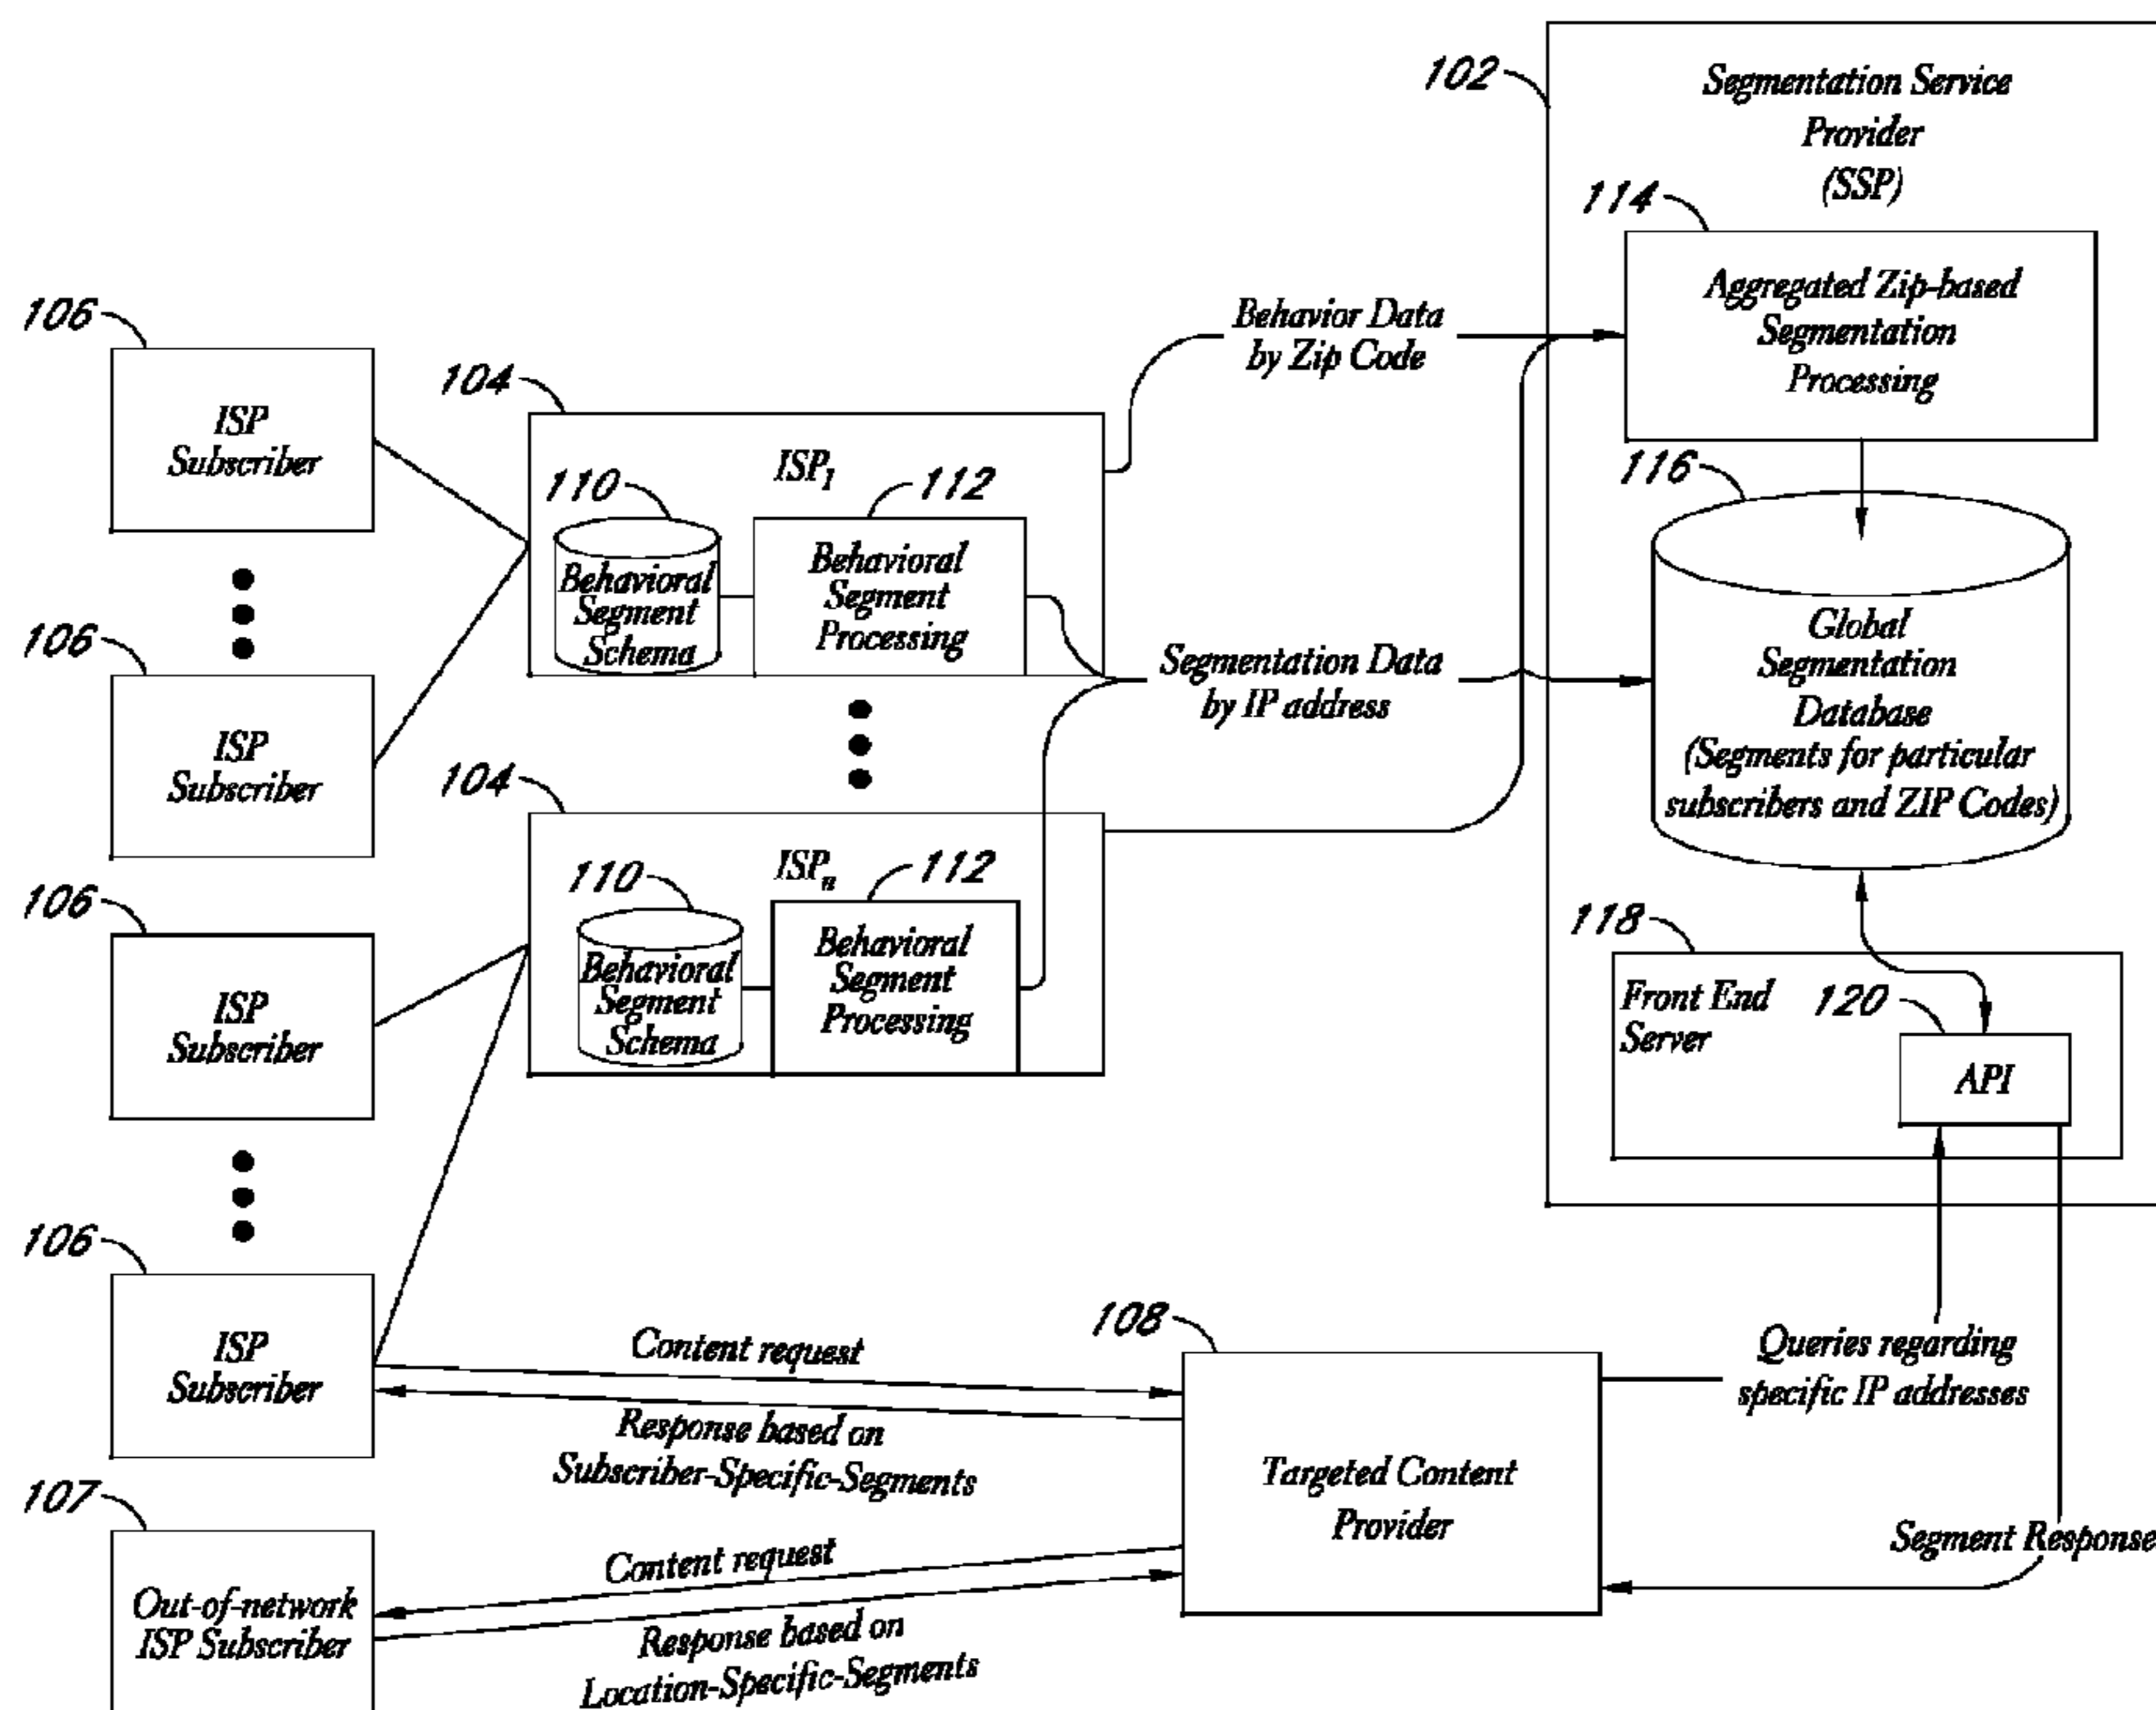 102
Segmentation Service
Provider
(SSP)
114
Aggregated Zip-based
Segmentation
Processing
106
ISP
Subscriber
104
ISP1
110
112
Behavioral
Segment
Schema
Behavioral
Segment
Processing
Behavior Data
by Zip Code
116
Global
Segmentation
Database
(Segments for particular
subscribers and ZIP Codes)
106
ISP
Subscriber
Segmentation Data
by IP address
104
ISPn
110
112
Behavioral
Segment
Schema
Behavioral
Segment
Processing
106
ISP
Subscriber
118
Front End
Server
120
API
106
ISP
Subscriber
Content request
Response based on
Subscriber-Specific-Segments
108
Targeted Content
Provider
Queries regarding
specific IP addresses
Segment Response
107
Out-of-network
ISP Subscriber
Content request
Response based on
Location-Specific-Segments